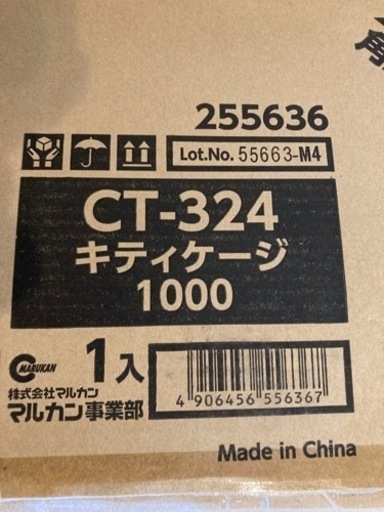 255636
Lot.No. 55663-M4
CT-324
キティケージ
1000
MARUKAN
1入
株式会社マルカン
マルカン事業部
4 906456 556367
Made in China